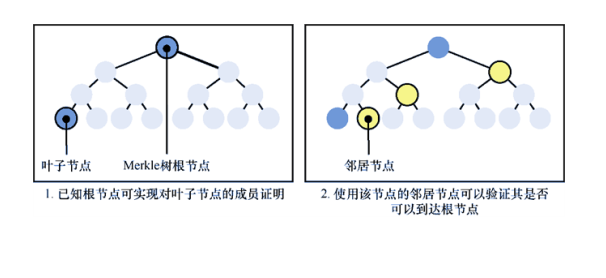 叶子节点
Merkle树根节点
1. 已知根节点可实现对叶子节点的成员证明
邻居节点
2. 使用该节点的邻居节点可以验证其是否
可以到达根节点